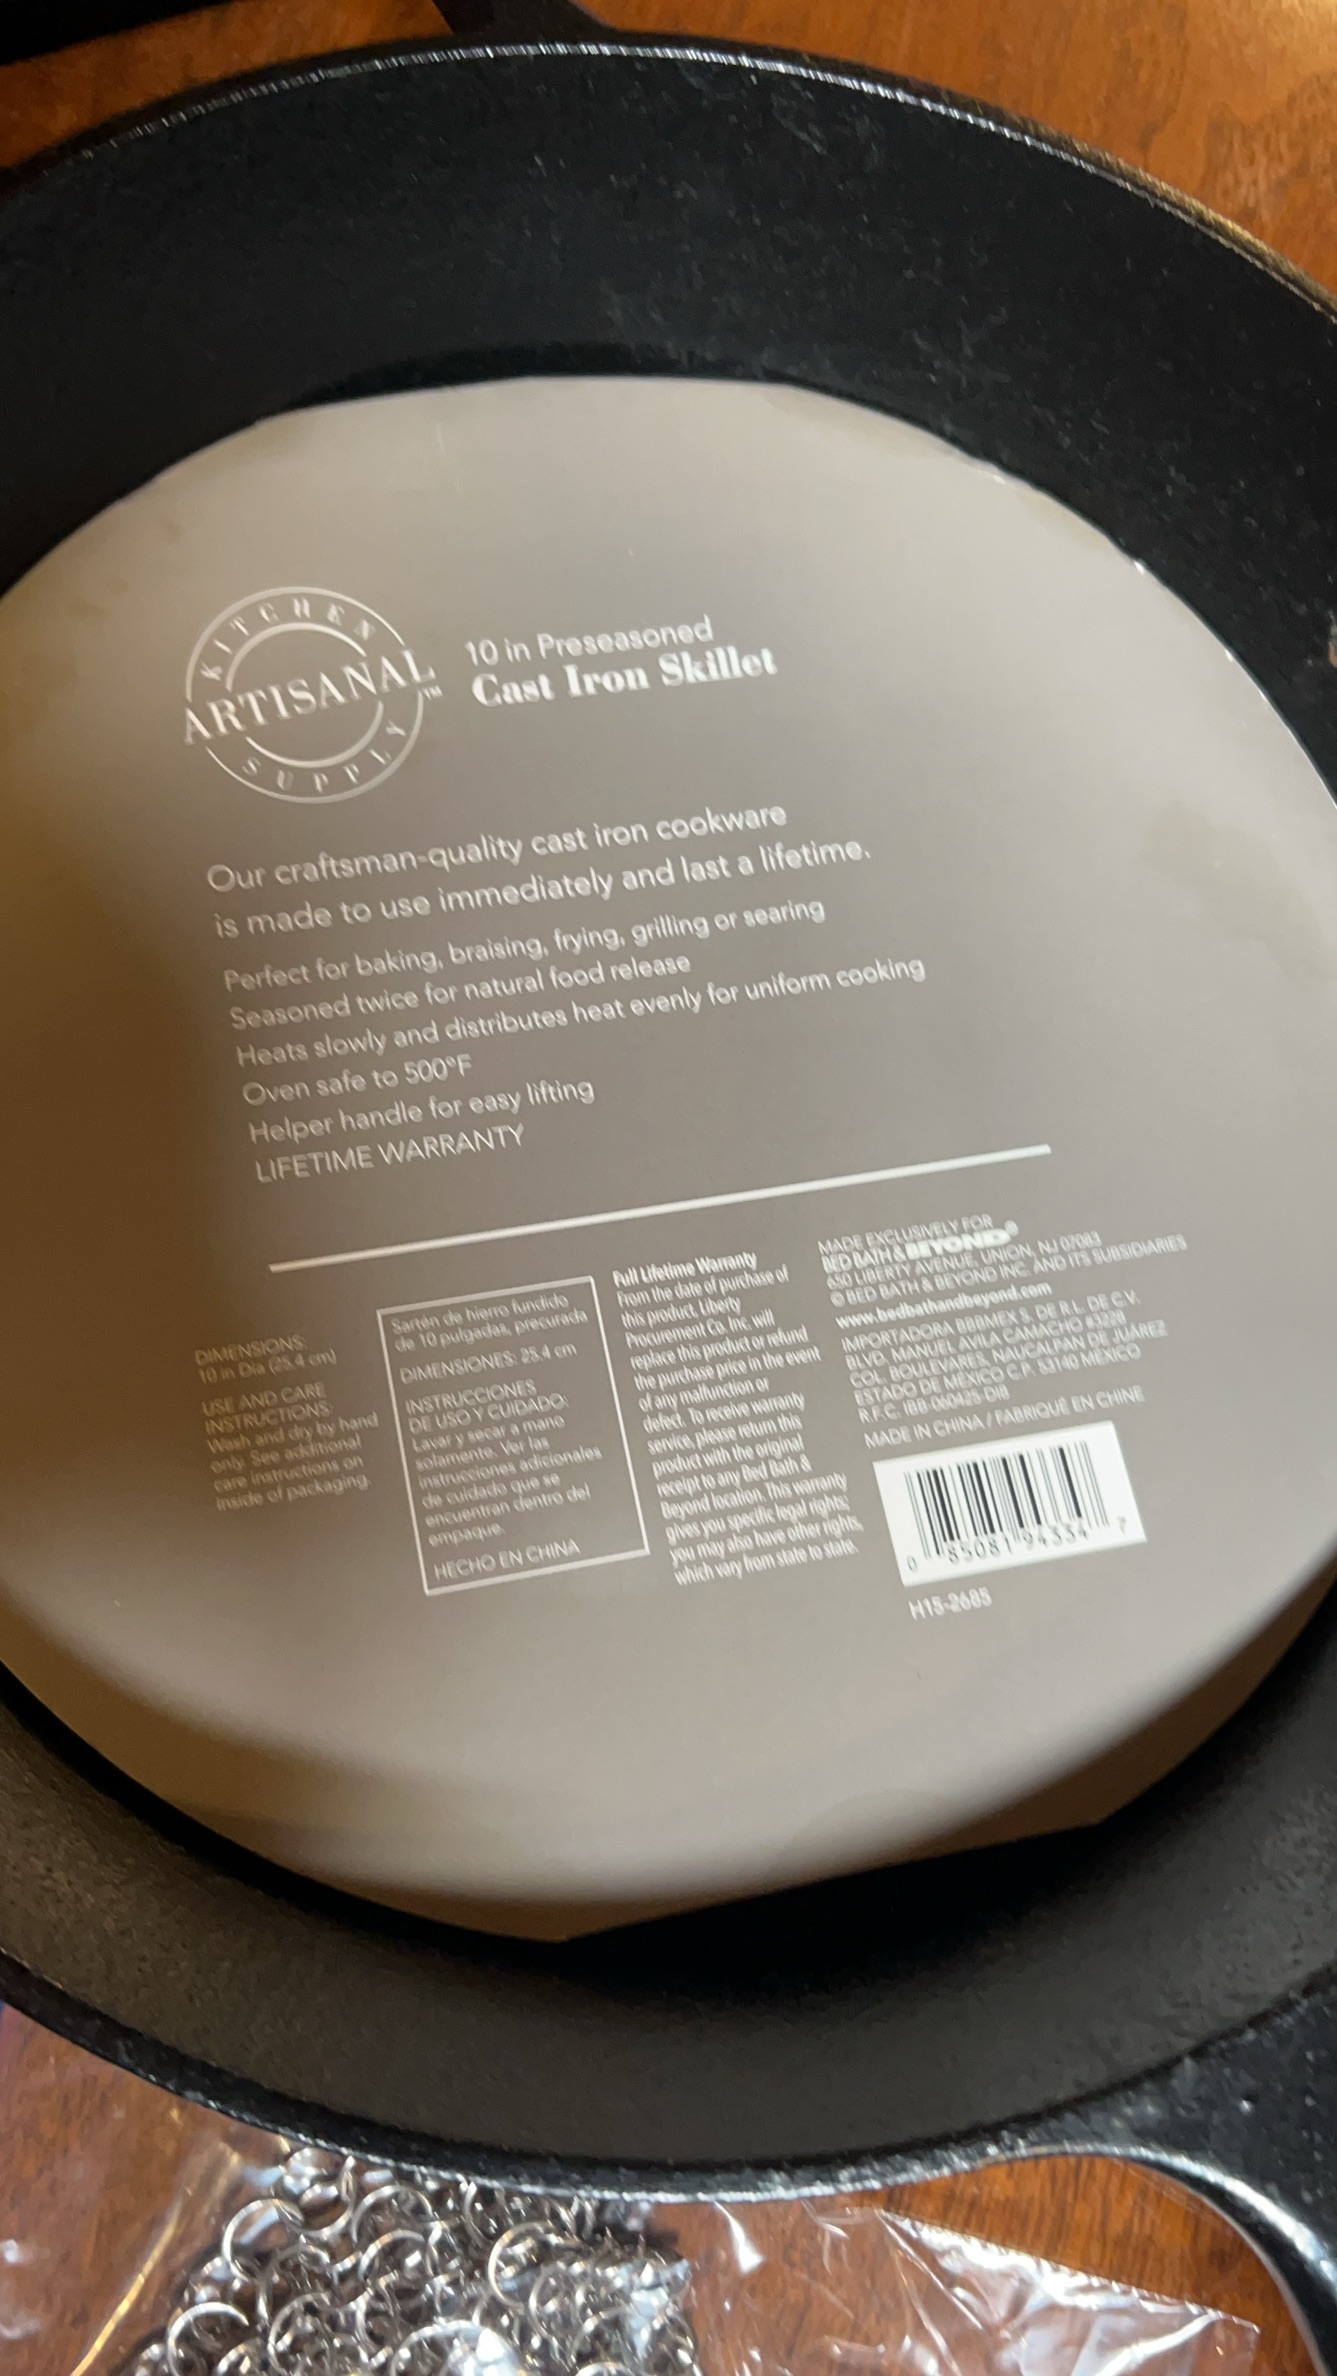 KITCHEN
ARTISANAL™
SUPPLY
10 in Preseasoned
Cast Iron Skillet
Our craftsman-quality cast iron cookware
is made to use immediately and last a lifetime.
Perfect for baking, braising, frying, grilling or searing
Seasoned twice for natural food release
Heats slowly and distributes heat evenly for uniform cooking
Oven safe to 500°F
Helper handle for easy lifting
LIFETIME WARRANTY
DIMENSIONS:
10 in Dia (25.4 cm)
USE AND CARE
INSTRUCTIONS:
Wash and dry by hand
only. See additional
care instructions on
inside of packaging.
Sartén de hierro fundido
de 10 pulgadas, precurada
DIMENSIONES: 25.4 cm
INSTRUCCIONES
DE USO Y CUIDADO:
Lavar y secar a mano
solamente. Ver las
instrucciones adicionales
de cuidado que se
encuentran dentro del
empaque.
HECHO EN CHINA
Full Lifetime Warranty
From the date of purchase of
this product, Liberty
Procurement Co. Inc. will
replace this product or refund
the purchase price in the event
of any malfunction or
defect. To receive warranty
service, please return this
product with the original
receipt to any Bed Bath &
Beyond location. This warranty
gives you specific legal rights;
you may also have other rights,
which vary from state to state.
MADE EXCLUSIVELY FOR
BED BATH & BEYOND®
650 LIBERTY AVENUE, UNION, NJ 07083
© BED BATH & BEYOND INC. AND ITS SUBSIDIARIES
www.bedbathandbeyond.com
IMPORTADORA BBBMEX S. DE R.L. DE C.V.
BLVD. MANUEL AVILA CAMACHO #3228
COL. BOULEVARES, NAUCALPAN DE JUÁREZ
ESTADO DE MÉXICO C.P. 53140 MÉXICO
R.F.C. IBB-060425-DI8
MADE IN CHINA / FABRIQUÉ EN CHINE
0 85081 94334 7
H15-2685